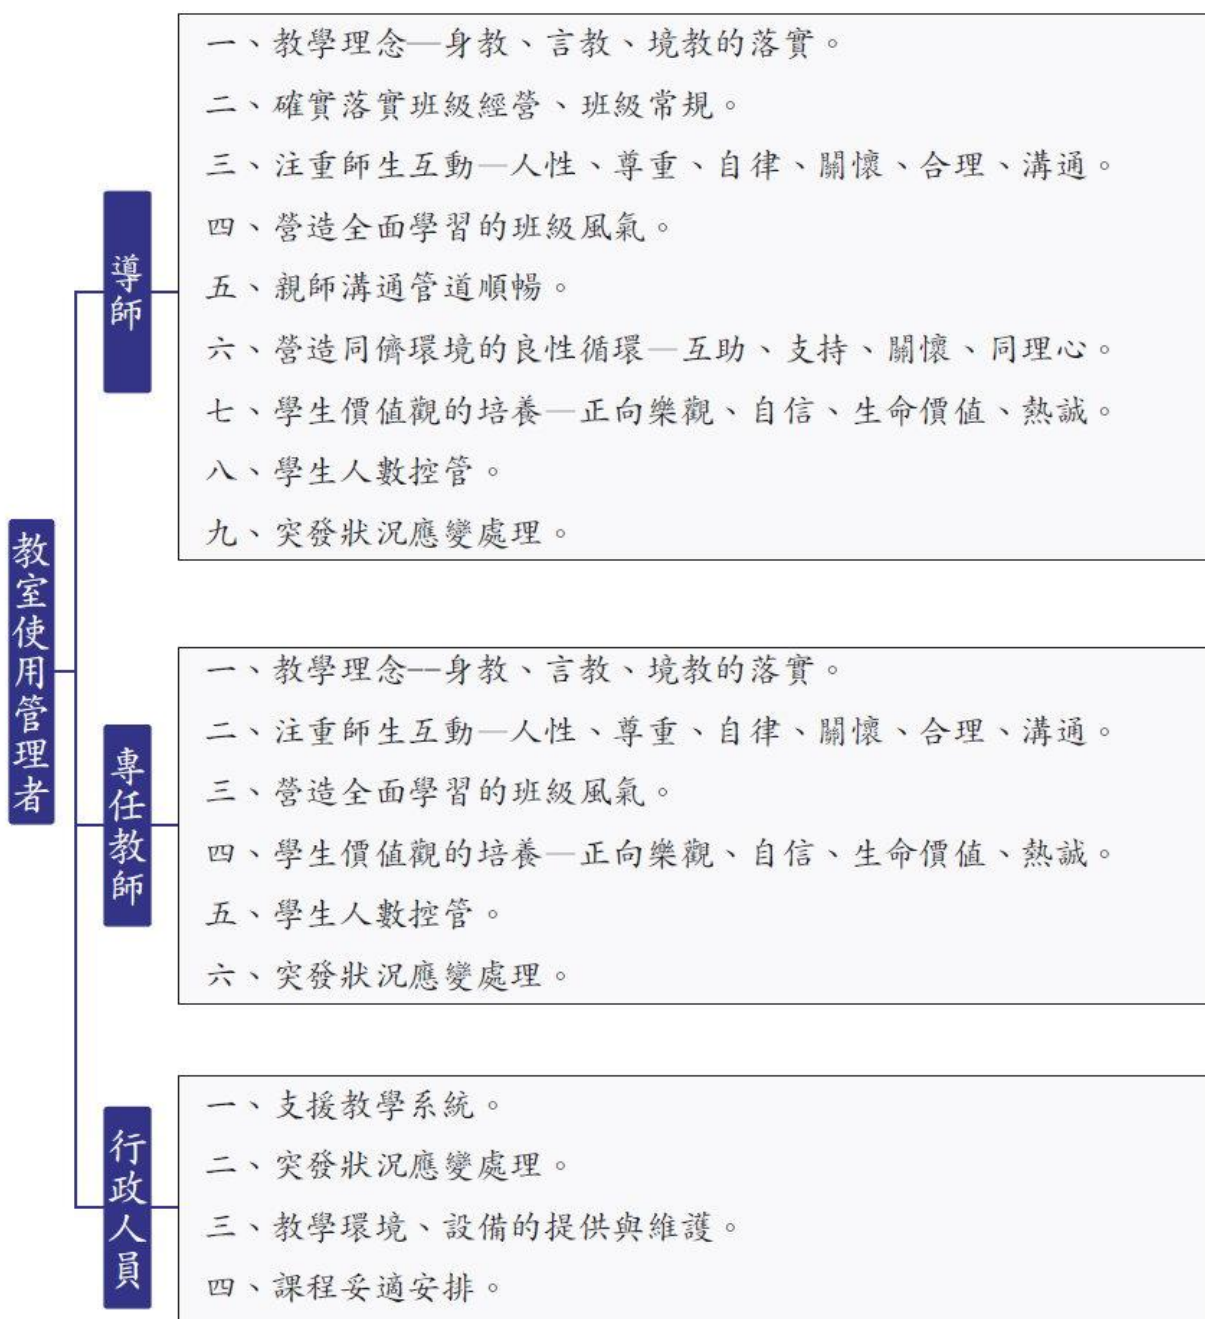 教室使用管理者
導師
一、教學理念—身教、言教、境教的落實。
二、確實落實班級經營、班級常規。
三、注重師生互動—人性、尊重、自律、關懷、合理、溝通。
四、營造全面學習的班級風氣。
五、親師溝通管道順暢。
六、營造同儕環境的良性循環—互助、支持、關懷、同理心。
七、學生價值觀的培養—正向樂觀、自信、生命價值、熱誠。
八、學生人數控管。
九、突發狀況應變處理。
專任教師
一、教學理念--身教、言教、境教的落實。
二、注重師生互動—人性、尊重、自律、關懷、合理、溝通。
三、營造全面學習的班級風氣。
四、學生價值觀的培養—正向樂觀、自信、生命價值、熱誠。
五、學生人數控管。
六、突發狀況應變處理。
行政人員
一、支援教學系統。
二、突發狀況應變處理。
三、教學環境、設備的提供與維護。
四、課程妥適安排。